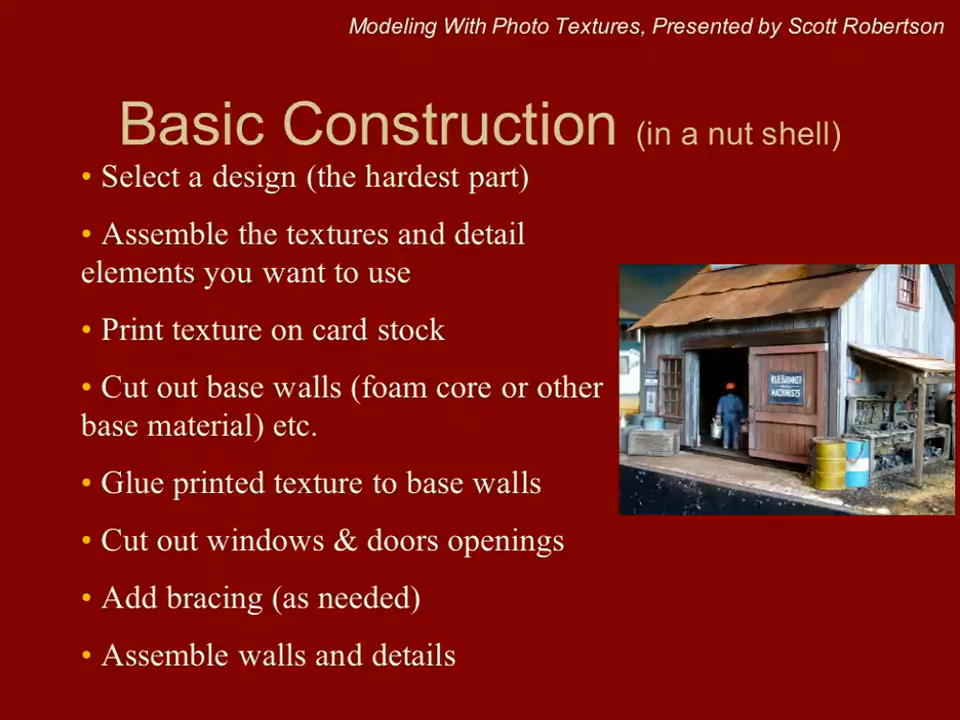 Modeling With Photo Textures, Presented by Scott Robertson
Basic Construction (in a nut shell)
• Select a design (the hardest part)
• Assemble the textures and detail
elements you want to use
• Print texture on card stock
• Cut out base walls (foam core or other
base material) etc.
• Glue printed texture to base walls
• Cut out windows & doors openings
• Add bracing (as needed)
• Assemble walls and details
MACHINISTS